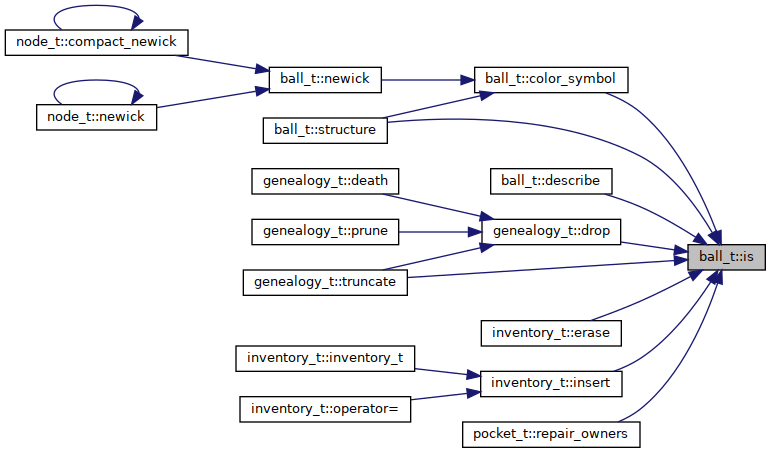 node_t::compact_newick
ball_t::newick
ball_t::color_symbol
node_t::newick
ball_t::structure
genealogy_t::death
ball_t::describe
genealogy_t::prune
genealogy_t::drop
ball_t::is
genealogy_t::truncate
inventory_t::erase
inventory_t::inventory_t
inventory_t::insert
inventory_t::operator=
pocket_t::repair_owners